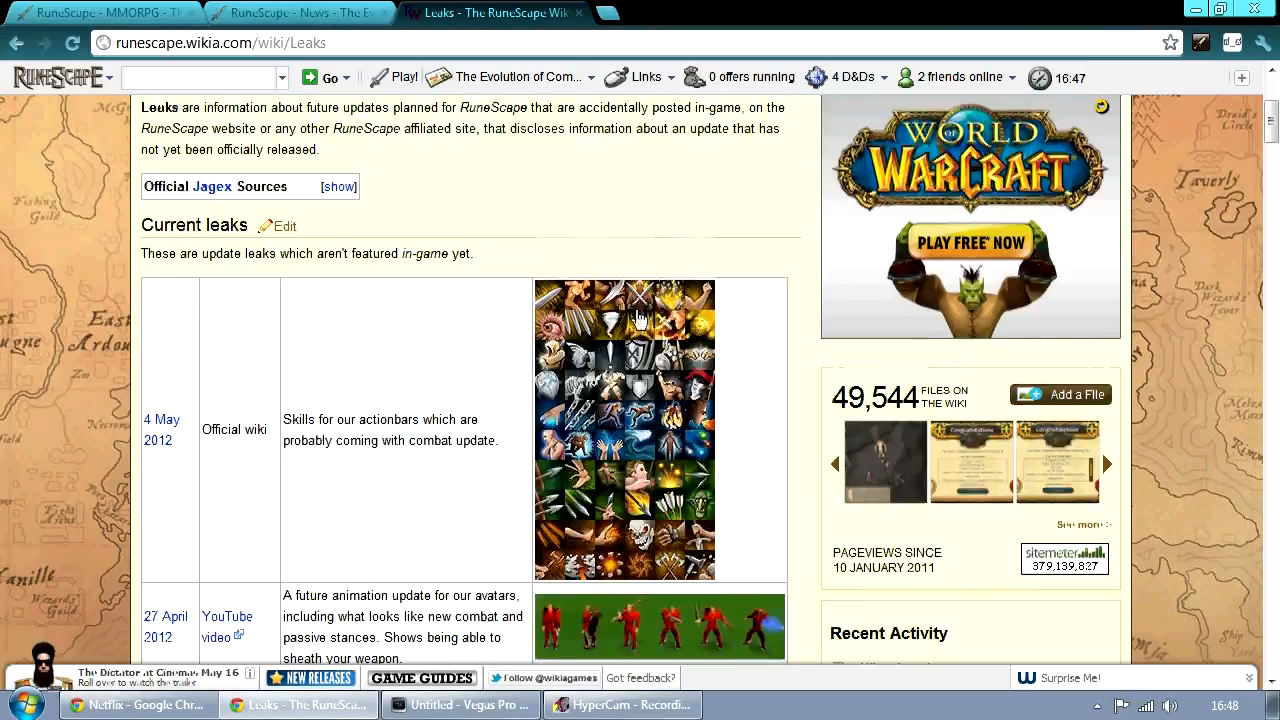 RuneScape - MMORPG - Th
RuneScape - News - The Ev
Leaks - The RuneScape Wik
runescape.wikia.com/wiki/Leaks
RUNESCAPE
Go
Play!
The Evolution of Com...
Links
0 offers running
4 D&Ds
2 friends online
16:47
Leaks are information about future updates planned for RuneScape that are accidentally posted in-game, on the
RuneScape website or any other RuneScape affiliated site, that discloses information about an update that has
not yet been officially released.
Official Jagex Sources [show]
Current leaks Edit
These are update leaks which aren't featured in-game yet.
4 May
2012
Official wiki
Skills for our actionbars which are
probably coming with combat update.
27 April
2012
YouTube
video
A future animation update for our avatars,
including what looks like new combat and
passive stances. Shows being able to
sheath your weapon.
WORLD
OF
WARCRAFT
PLAY FREE* NOW
49,544 FILES ON
THE WIKI
Add a File
See more >
PAGEVIEWS SINCE
10 JANUARY 2011
sitemeter
379,139,827
Recent Activity
Taverly
The Dictator at Cinemas May 16
Roll over to watch the trailer
NEW RELEASES
GAME GUIDES
Follow @wikiagames
Got feedback?
Surprise Me!
Netflix - Google Chr...
Leaks - The RuneSca...
Untitled - Vegas Pro ...
HyperCam - Recordi...
16:48